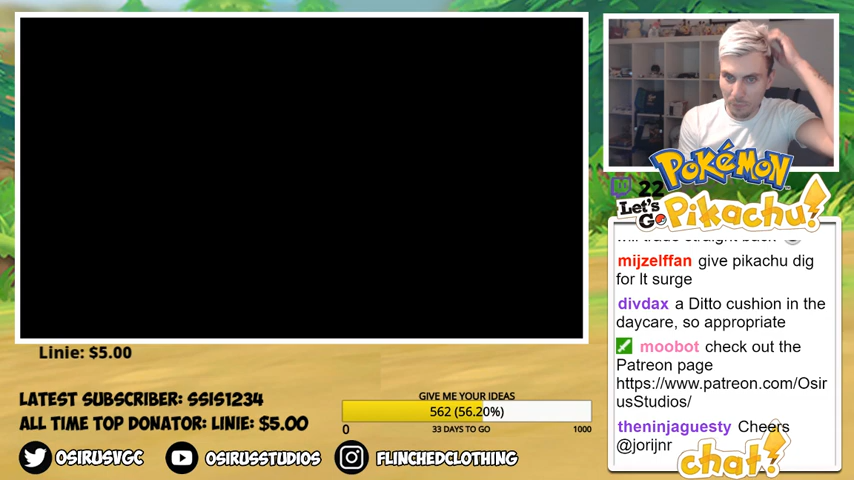 POKÉMON
22
Let's Go Pikachu!
mijzelffan give pikachu dig
for lt surge
divdax a Ditto cushion in the
daycare, so appropriate
moobot check out the
Patreon page
https://www.patreon.com/Osir
usStudios/
theninjaguesty Cheers
@jorijnr
chat!
Linie: $5.00
LATEST SUBSCRIBER: SSIS1234
ALL TIME TOP DONATOR: LINIE: $5.00
GIVE ME YOUR IDEAS
562 (56.20%)
0 33 DAYS TO GO 1000
OSIRUSVGC OSIRUSSTUDIOS FLINCHEDCLOTHING